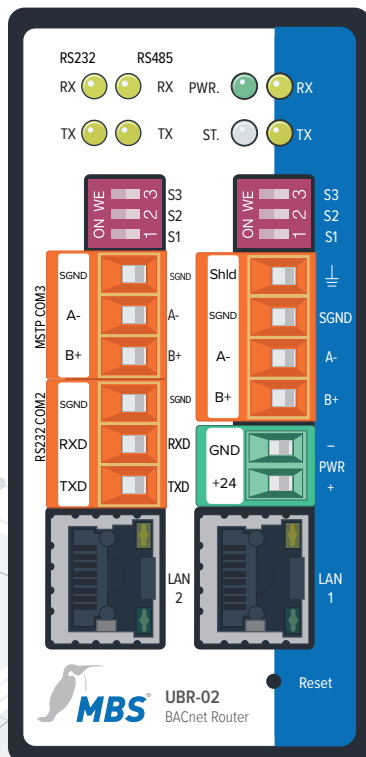 RS232 RS485
RX RX PWR. RX
TX TX ST. TX
ON WE 1 2 3 S3 S2 S1
ON WE 1 2 3 S3 S2 S1
MSTP COM3
SGND SGND
A- A-
B+ B+
RS232 COM2
SGND SGND
RXD RXD
TXD TXD
Shld
SGND SGND
A- A-
B+ B+
GND –
PWR
+24 +
LAN
2
LAN
1
Reset
MBS®
UBR-02
BACnet Router